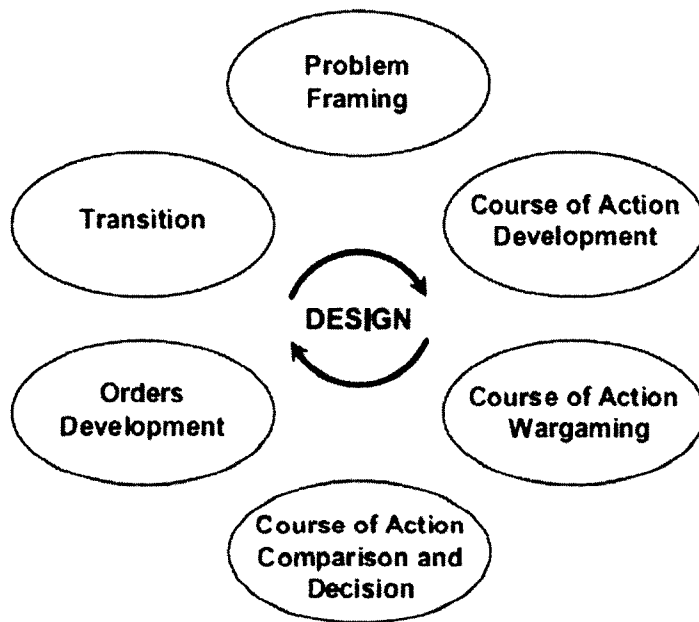 Problem
Framing
Course of Action
Development
Course of Action
Wargaming
Course of Action
Comparison and
Decision
Orders
Development
Transition
DESIGN